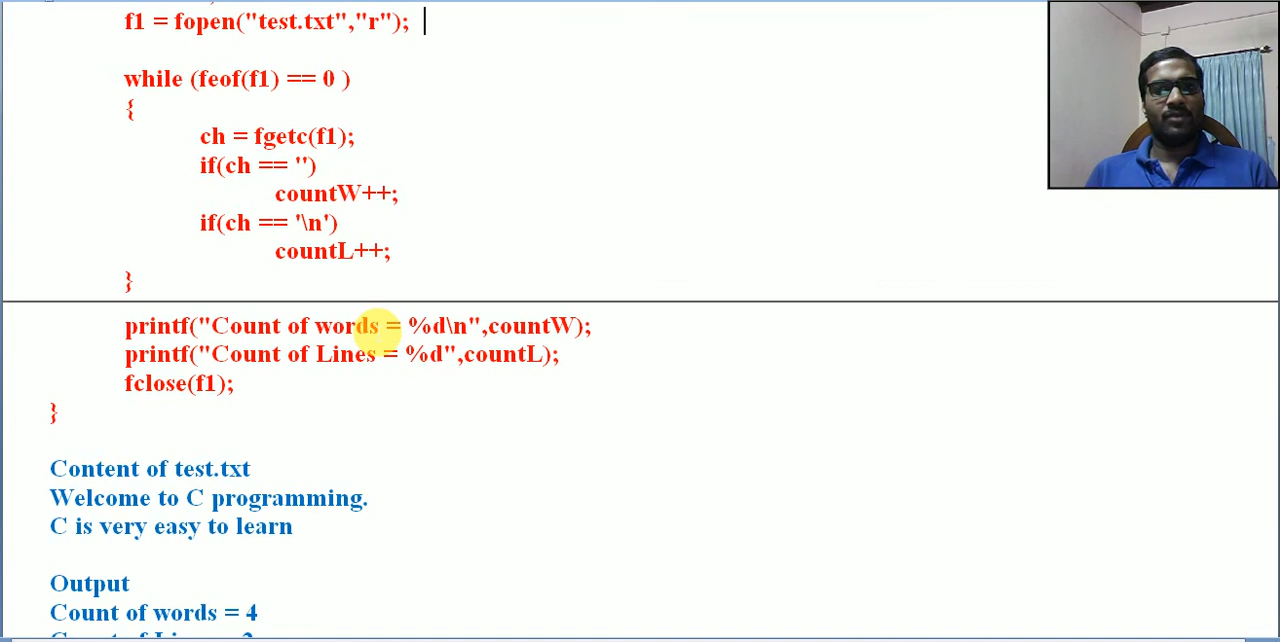 f1 = fopen("test.txt","r");
while (feof(f1) == 0 )
{
ch = fgetc(f1);
if(ch == '')
countW++;
if(ch == '\n')
countL++;
}
printf("Count of words = %d\n",countW);
printf("Count of Lines = %d",countL);
fclose(f1);
}
Content of test.txt
Welcome to C programming.
C is very easy to learn
Output
Count of words = 4